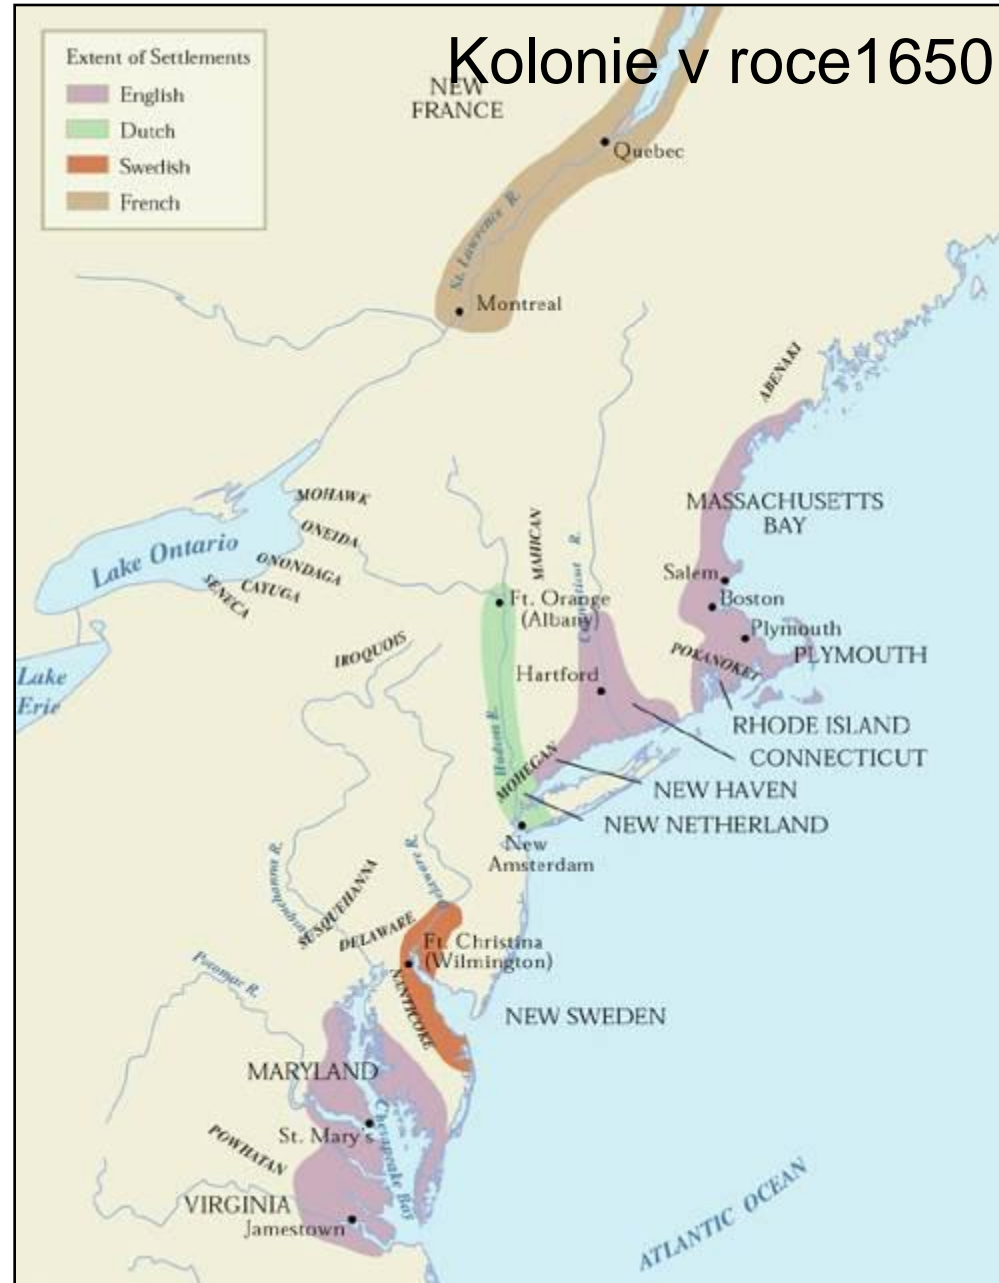 Kolonie v roce1650
Extent of Settlements
English
Dutch
Swedish
French
NEW
FRANCE
Quebec
St. Lawrence R.
Montreal
ABENAKI
MASSACHUSETTS
BAY
MOHAWK
ONEIDA
Lake Ontario
ONONDAGA
CAYUGA
SENECA
MAHICAN
Connecticut R.
Salem
Boston
Ft. Orange
(Albany)
Plymouth
PLYMOUTH
POKANOKET
IROQUOIS
Lake
Erie
Hartford
Hudson R.
RHODE ISLAND
CONNECTICUT
MOHEGAN
NEW HAVEN
NEW NETHERLAND
New
Amsterdam
Susquehanna R.
SUSQUEHANNA
Delaware R.
DELAWARE
Ft. Christina
(Wilmington)
Potomac R.
NANTICOKE
NEW SWEDEN
MARYLAND
St. Mary's
Chesapeake Bay
POWHATAN
VIRGINIA
Jamestown
ATLANTIC OCEAN